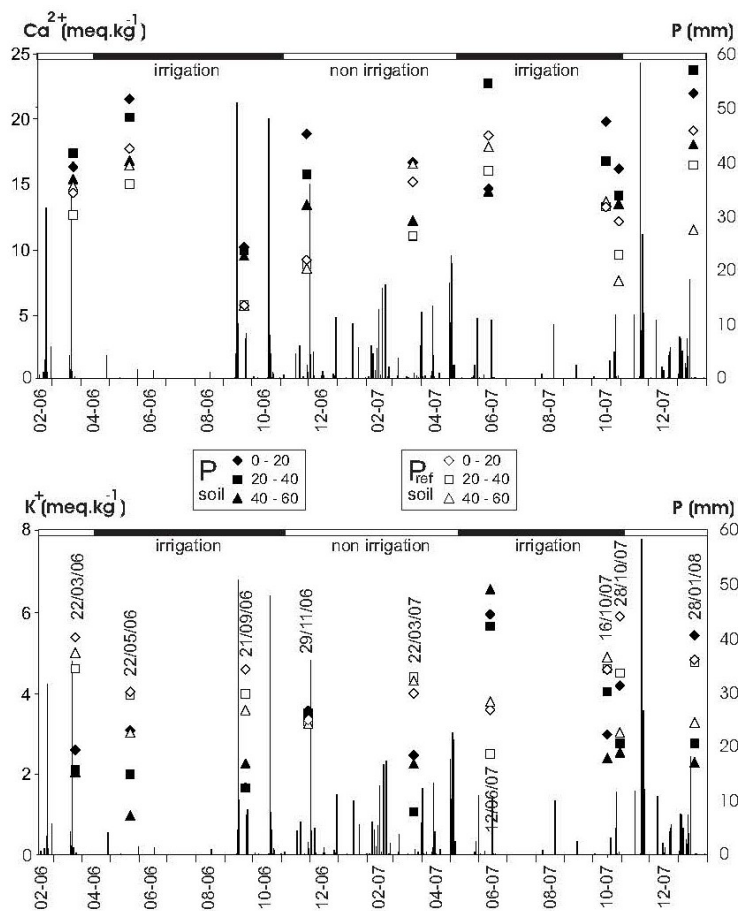 Ca2+(meq.kg-1) P (mm)
25 60
irrigation non irrigation irrigation
50
20
40
15
30
10
20
5
10
0 0
02-06 04-06 06-06 08-06 10-06 12-06 02-07 04-07 06-07 08-07 10-07 12-07
P soil
0 - 20
20 - 40
40 - 60
Pref soil
0 - 20
20 - 40
40 - 60
K+(meq.kg-1) P (mm)
8 60
irrigation non irrigation irrigation
50
22/03/06 22/05/06 21/09/06 29/11/06 22/03/07 12/06/07 16/10/07 28/10/07 28/01/08
6
40
4 30
20
2
10
0 0
02-06 04-06 06-06 08-06 10-06 12-06 02-07 04-07 06-07 08-07 10-07 12-07